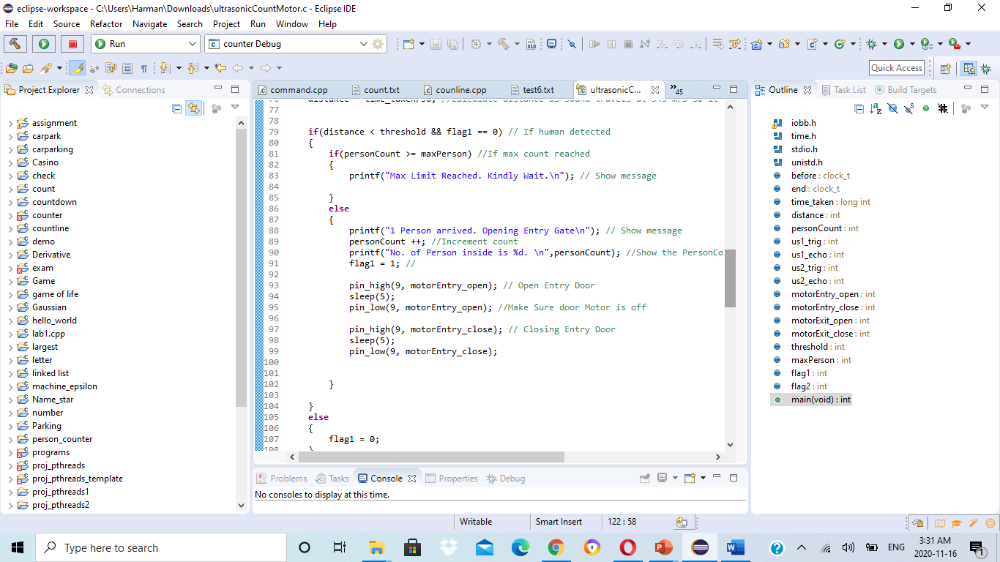 eclipse-workspace - C:\Users\Harman\Downloads\ultrasonicCountMotor.c - Eclipse IDE
File Edit Source Refactor Navigate Search Project Run Window Help
Run counter Debug
Quick Access
Project Explorer Connections
assignment
carpark
carparking
Casino
check
count
countdown
counter
countline
demo
Derivative
exam
Game
game of life
Gaussian
hello_world
lab1.cpp
largest
letter
linked list
machine_epsilon
Name_star
number
Parking
person_counter
programs
proj_pthreads
proj_pthreads_template
proj_pthreads1
proj_pthreads2
command.cpp count.txt counline.cpp test6.txt ultrasonicC... 45
77
78
79 if(distance < threshold && flag1 == 0) // If human detected
80 {
81 if(personCount >= maxPerson) //If max count reached
82 {
83 printf("Max Limit Reached. Kindly Wait.\n"); // Show message
84
85 }
86 else
87 {
88 printf("1 Person arrived. Opening Entry Gate\n"); // Show message
89 personCount ++; //Increment count
90 printf("No. of Person inside is %d. \n",personCount); //Show the PersonCo
91 flag1 = 1; //
92
93 pin_high(9, motorEntry_open); // Open Entry Door
94 sleep(5);
95 pin_low(9, motorEntry_open); //Make Sure door Motor is off
96
97 pin_high(9, motorEntry_close); // Closing Entry Door
98 sleep(5);
99 pin_low(9, motorEntry_close);
100
101
102 }
103
104 }
105 else
106 {
107 flag1 = 0;
108 }
Problems Tasks Console Properties Debug
No consoles to display at this time.
Outline Task List Build Targets
iobb.h
time.h
stdio.h
unistd.h
before : clock_t
end : clock_t
time_taken : long int
distance : int
personCount : int
us1_trig : int
us1_echo : int
us2_trig : int
us2_echo : int
motorEntry_open : int
motorEntry_close : int
motorExit_open : int
motorExit_close : int
threshold : int
maxPerson : int
flag1 : int
flag2 : int
main(void) : int
Writable Smart Insert 122 : 58
Type here to search
ENG 3:31 AM
2020-11-16
1